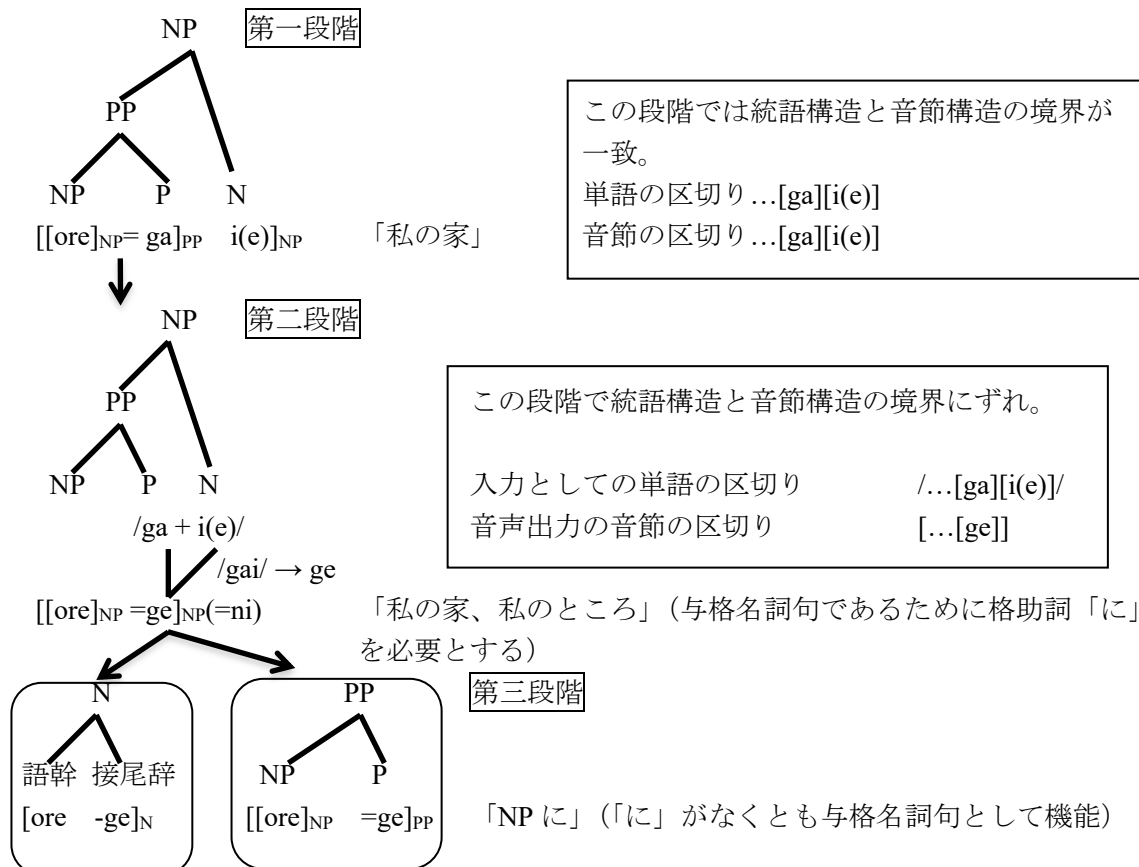 NP 第一段階
PP
NP P N
[[ore]NP= ga]PP i(e)]NP 「私の家」
この段階では統語構造と音節構造の境界が
一致。
単語の区切り…[ga][i(e)]
音節の区切り…[ga][i(e)]
NP 第二段階
PP
NP P N
/ga + i(e)/
/gai/ → ge
この段階で統語構造と音節構造の境界にずれ。
入力としての単語の区切り /…[ga][i(e)]/
音声出力の音節の区切り […[ge]]
[[ore]NP =ge]NP(=ni) 「私の家、私のところ」（与格名詞句であるために格助詞「に」
を必要とする）
第三段階
N
語幹 接尾辞
[ore -ge]N
PP
NP P
[[ore]NP =ge]PP 「NP に」（「に」がなくとも与格名詞句として機能）